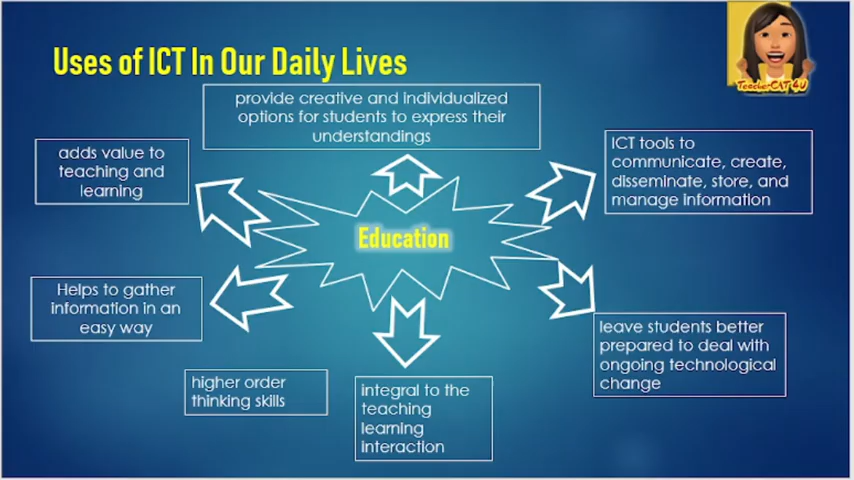 Uses of ICT In Our Daily Lives
TeacherCAT 4U
provide creative and individualized
options for students to express their
understandings
adds value to
teaching and
learning
ICT tools to
communicate, create,
disseminate, store, and
manage information
Education
Helps to gather
information in an
easy way
leave students better
prepared to deal with
ongoing technological
change
higher order
thinking skills
integral to the
teaching
learning
interaction